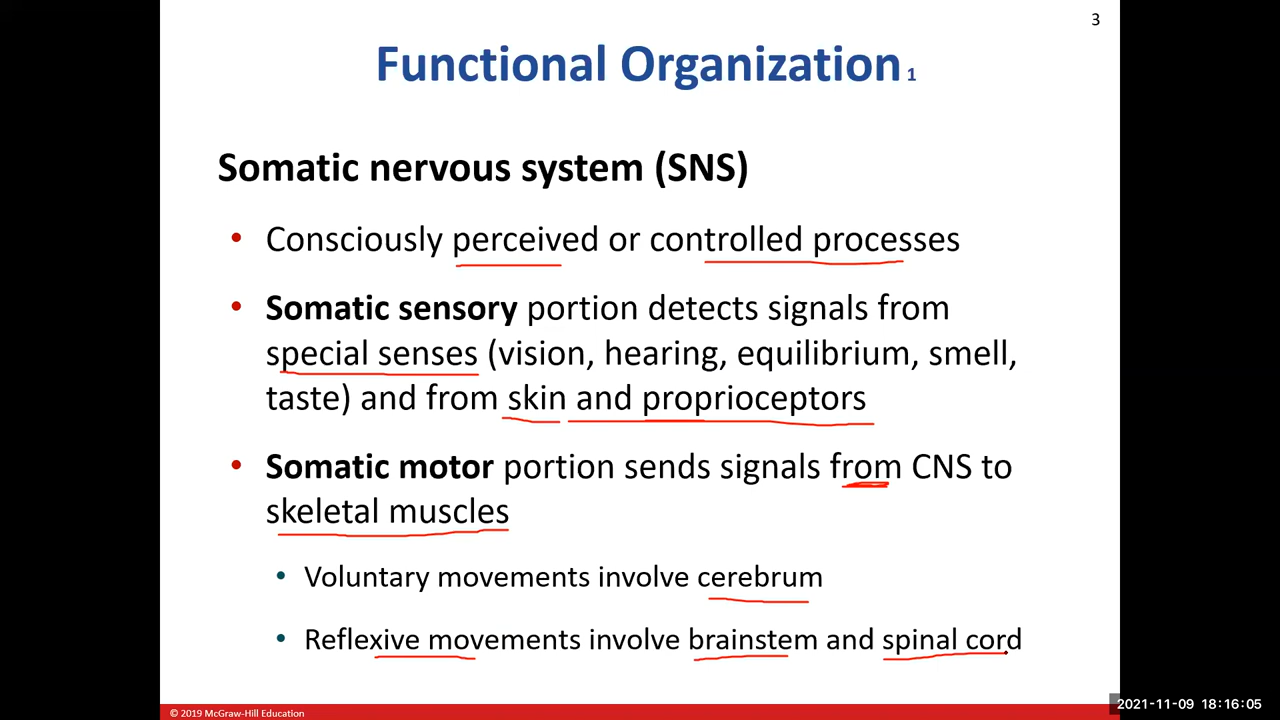 3
Functional Organization 1
Somatic nervous system (SNS)
• Consciously perceived or controlled processes
• Somatic sensory portion detects signals from
special senses (vision, hearing, equilibrium, smell,
taste) and from skin and proprioceptors
• Somatic motor portion sends signals from CNS to
skeletal muscles
• Voluntary movements involve cerebrum
• Reflexive movements involve brainstem and spinal cord
© 2019 McGraw-Hill Education
2021-11-09 18:16:05